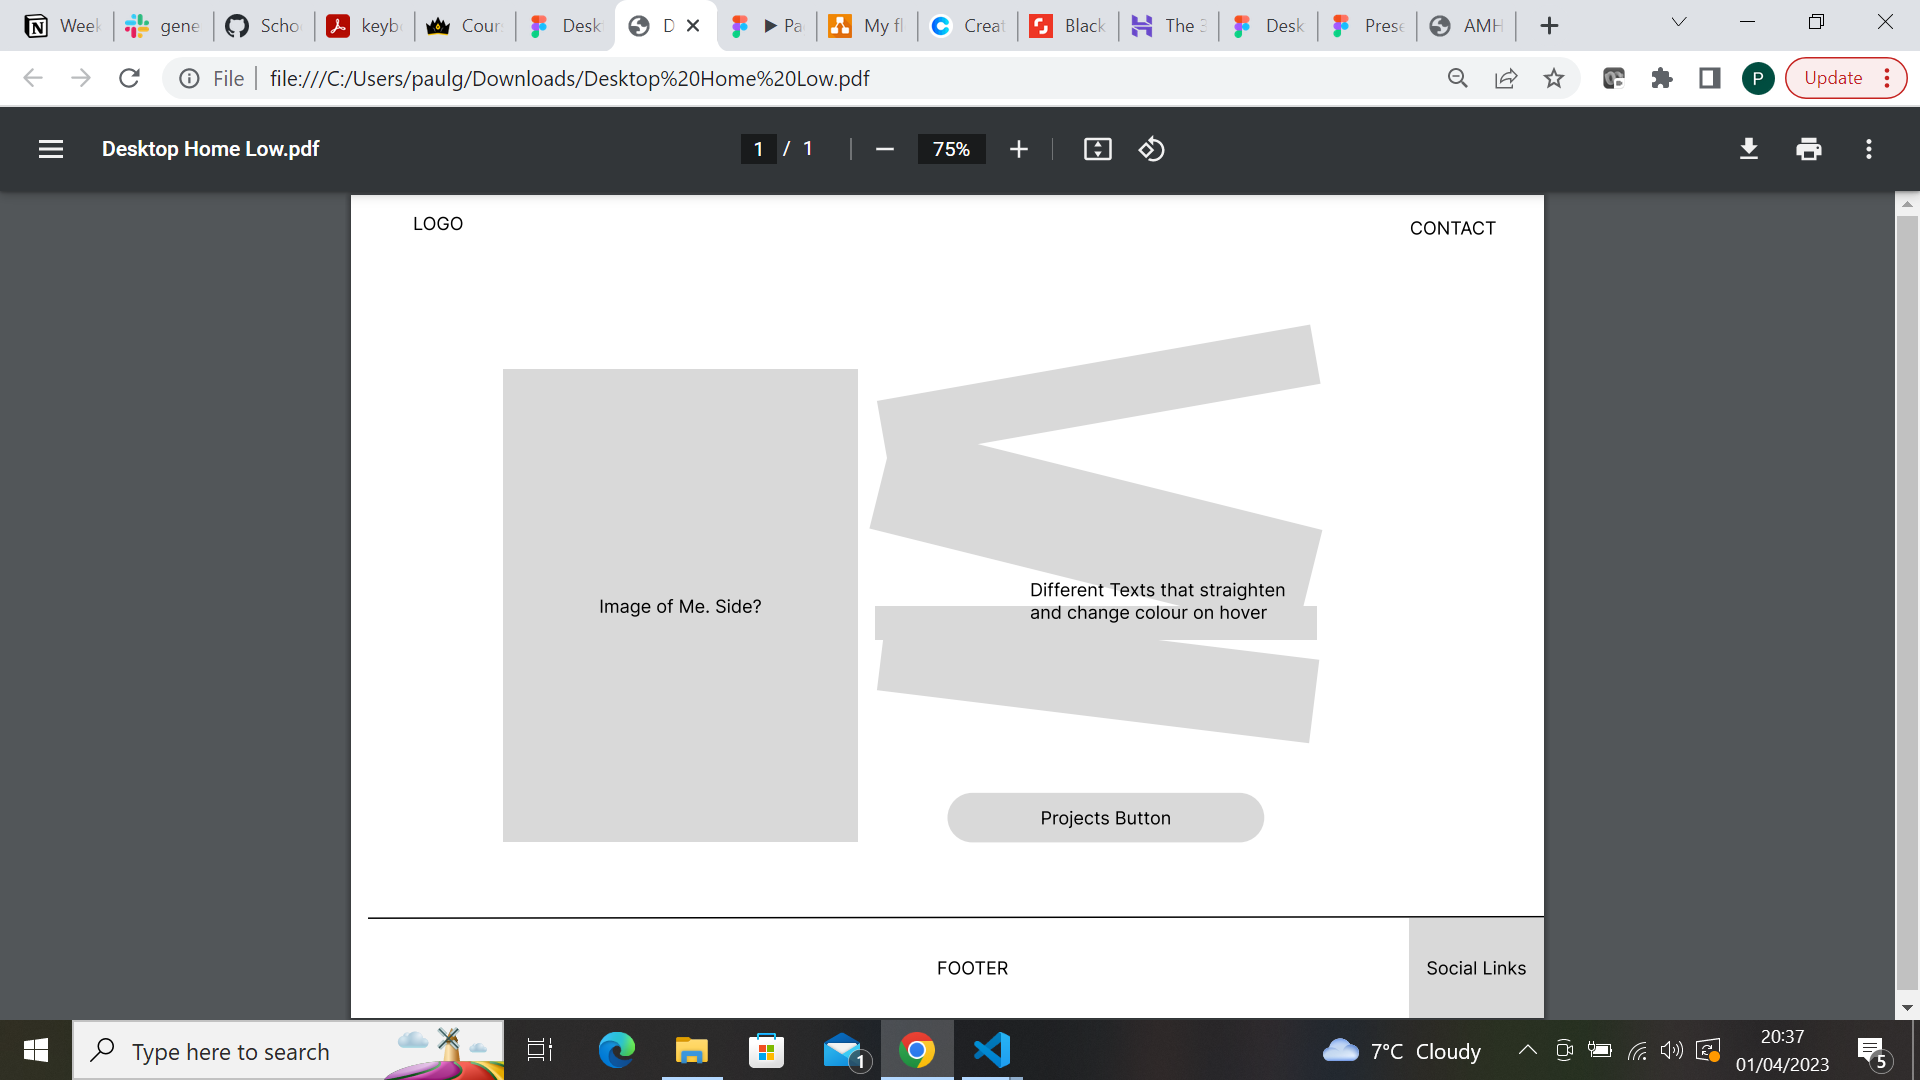 Week
gene
Scho
keyb
Cour
Desk
D
Pa
My fl
Creat
Black
The 3
Desk
Prese
AMH
File
file:///C:/Users/paulg/Downloads/Desktop%20Home%20Low.pdf
P
Update
Desktop Home Low.pdf
1 / 1
75%
LOGO
CONTACT
Image of Me. Side?
Different Texts that straighten
and change colour on hover
Projects Button
FOOTER
Social Links
Type here to search
1
7°C Cloudy
20:37
01/04/2023
5